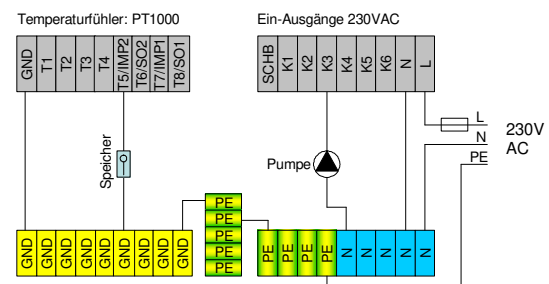 Temperaturfühler: PT1000
Ein-Ausgänge 230VAC
GND
T1
T2
T3
T4
T5/IMP2
T6/SO2
T7/IMP1
T8/SO1
SCHB
K1
K2
K3
K4
K5
K6
N
L
L
N
PE
230V
AC
Speicher
Pumpe
PE
PE
PE
PE
PE
GND
GND
GND
GND
GND
GND
GND
GND
GND
PE
PE
PE
PE
N
N
N
N
N